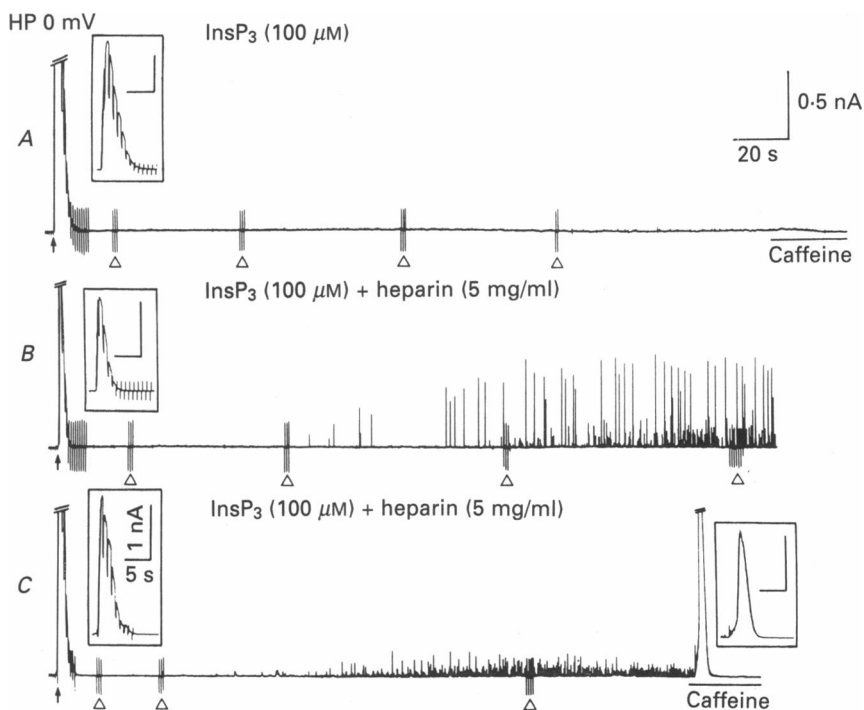 HP 0 mV
InsP₃ (100 μM)
A
0·5 nA
20 s
Caffeine
InsP₃ (100 μM) + heparin (5 mg/ml)
B
InsP₃ (100 μM) + heparin (5 mg/ml)
C
1 nA
5 s
Caffeine